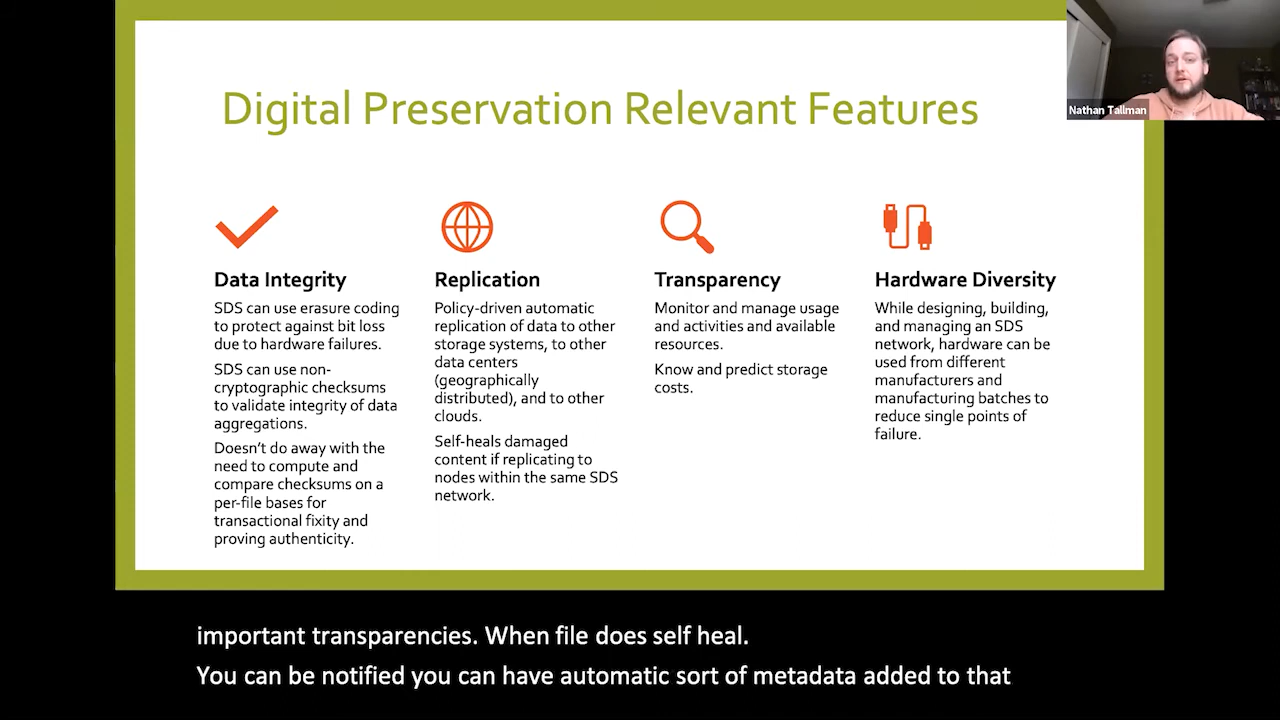 Digital Preservation Relevant Features
Nathan Tallman
Data Integrity
SDS can use erasure coding
to protect against bit loss
due to hardware failures.
SDS can use non-
cryptographic checksums
to validate integrity of data
aggregations.
Doesn't do away with the
need to compute and
compare checksums on a
per-file bases for
transactional fixity and
proving authenticity.
Replication
Policy-driven automatic
replication of data to other
storage systems, to other
data centers
(geographically
distributed), and to other
clouds.
Self-heals damaged
content if replicating to
nodes within the same SDS
network.
Transparency
Monitor and manage usage
and activities and available
resources.
Know and predict storage
costs.
Hardware Diversity
While designing, building,
and managing an SDS
network, hardware can be
used from different
manufacturers and
manufacturing batches to
reduce single points of
failure.
important transparencies. When file does self heal.
You can be notified you can have automatic sort of metadata added to that